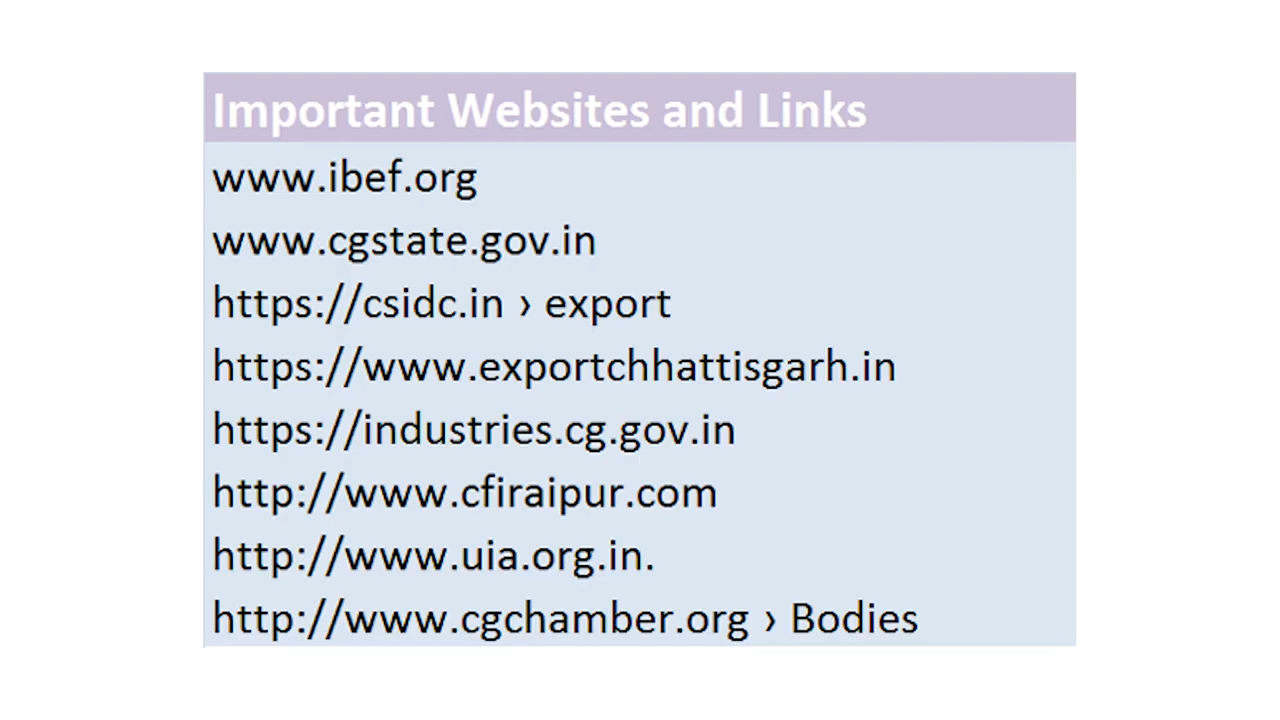 Important Websites and Links
www.ibef.org
www.cgstate.gov.in
https://csidc.in › export
https://www.exportchhattisgarh.in
https://industries.cg.gov.in
http://www.cfiraipur.com
http://www.uia.org.in.
http://www.cgchamber.org › Bodies